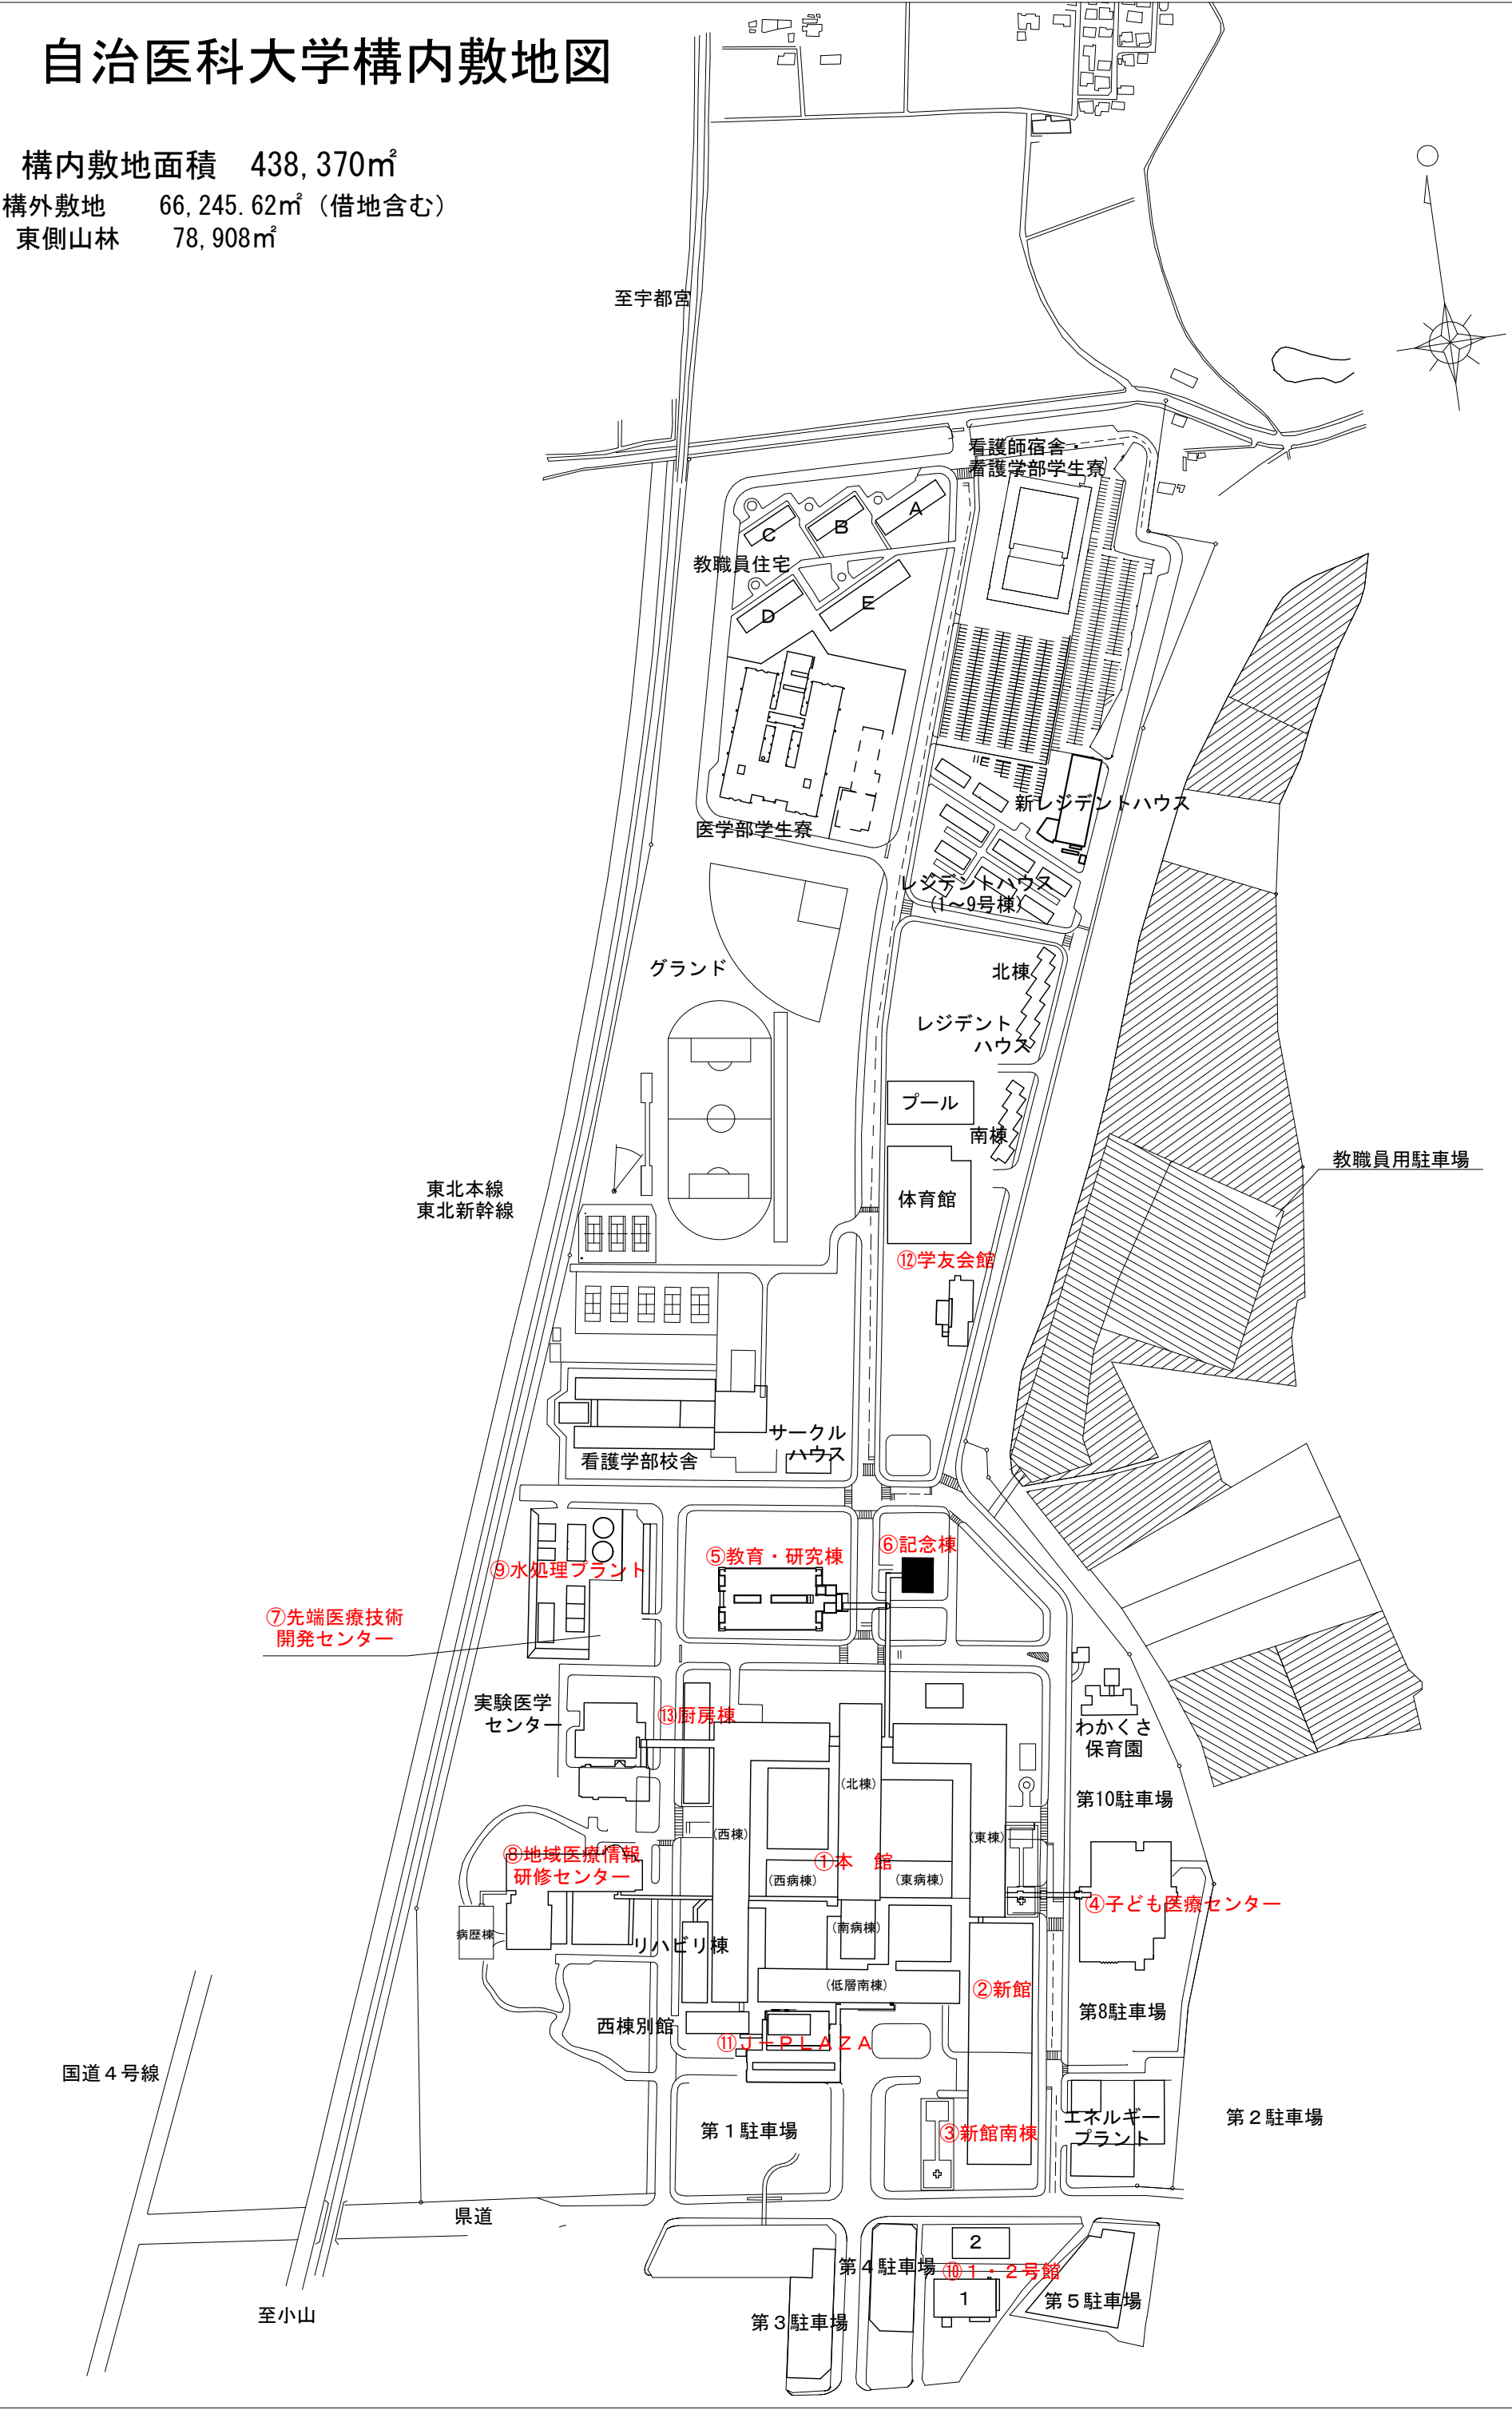 自治医科大学構内敷地図
構内敷地面積　438,370㎡
構外敷地　　66,245.62㎡（借地含む）
東側山林　　78,908㎡
至宇都宮
看護師宿舎・
看護学部学生寮
A
B
C
教職員住宅
E
D
新レジデントハウス
医学部学生寮
レジデントハウス
(1～9号棟)
グランド
北棟
レジデント
ハウス
プール
南棟
教職員用駐車場
東北本線
東北新幹線
体育館
⑫学友会館
サークル
ハウス
看護学部校舎
⑥記念棟
⑤教育・研究棟
⑨水処理プラント
⑦先端医療技術
開発センター
実験医学
センター
⑬厨房棟
わかくさ
保育園
(北棟)
第10駐車場
(西棟)
(東棟)
⑧地域医療情報
研修センター
①本　館
(西病棟)
(東病棟)
④子ども医療センター
(南病棟)
病歴棟
リハビリ棟
(低層南棟)
②新館
第8駐車場
西棟別館
⑪Ｊ－ＰＬＡＺＡ
国道４号線
第１駐車場
③新館南棟
エネルギー
プラント
第２駐車場
県道
2
第４駐車場
⑩１・２号館
1
第５駐車場
至小山
第３駐車場